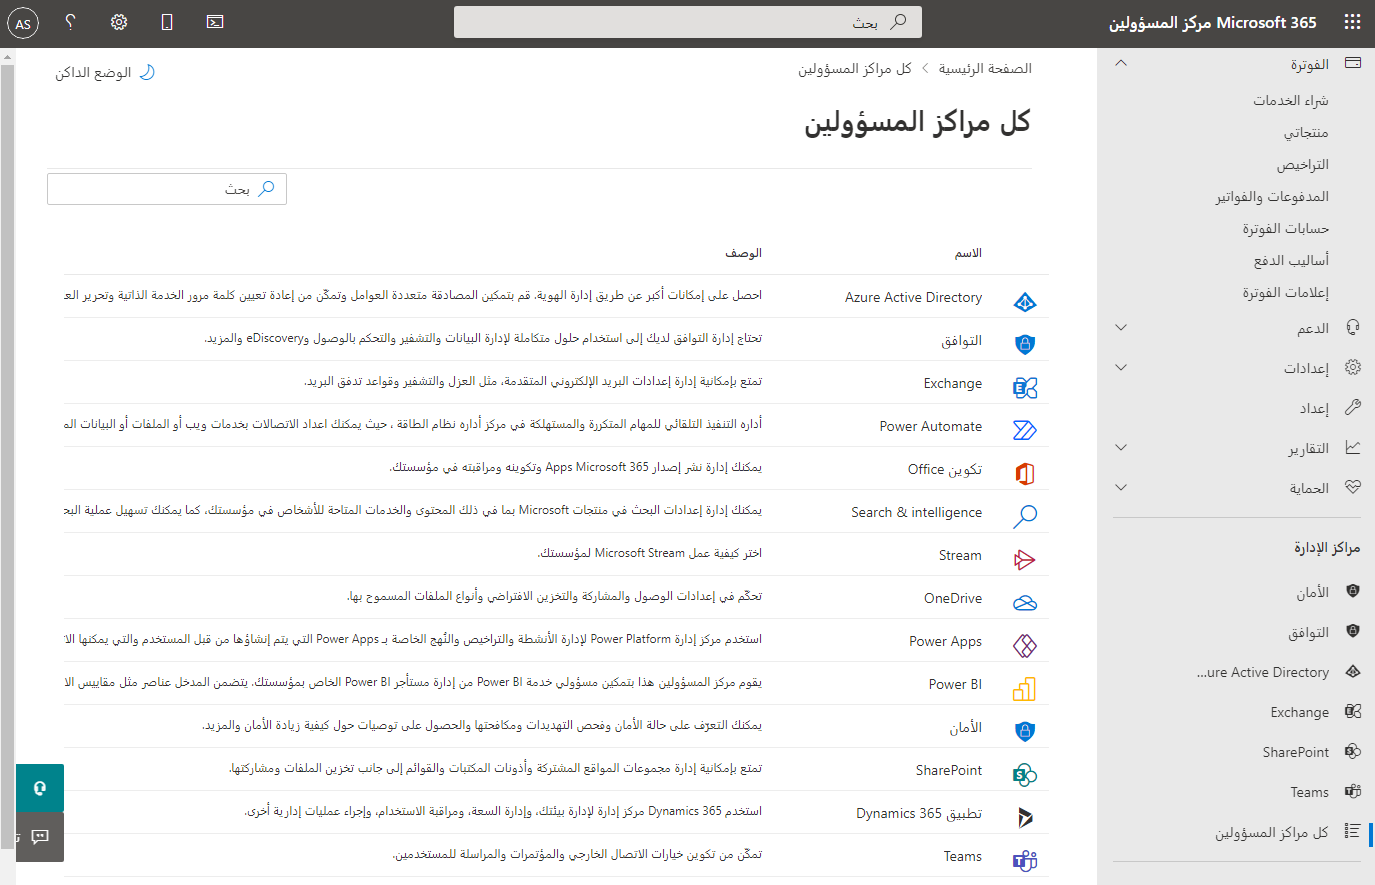 Microsoft 365 مركز المسؤولين
بحث
AS
الفوترة
شراء الخدمات
منتجاتي
التراخيص
المدفوعات والفواتير
حسابات الفوترة
أساليب الدفع
إعلامات الفوترة
الدعم
إعدادات
إعداد
التقارير
الحماية
مراكز الإدارة
الأمان
التوافق
...ure Active Directory
Exchange
SharePoint
Teams
كل مراكز المسؤولين
الصفحة الرئيسية
كل مراكز المسؤولين
الوضع الداكن
كل مراكز المسؤولين
بحث
الاسم
الوصف
Azure Active Directory
احصل على إمكانات أكبر عن طريق إدارة الهوية. قم بتمكين المصادقة متعددة العوامل وتمكّن من إعادة تعيين كلمة مرور الخدمة الذاتية وتحرير
التوافق
تحتاج إدارة التوافق لديك إلى استخدام حلول متكاملة لإدارة البيانات والتشفير والتحكم بالوصول وeDiscovery والمزيد.
Exchange
تمتع بإمكانية إدارة إعدادات البريد الإلكتروني المتقدمة، مثل العزل والتشفير وقواعد تدفق البريد.
Power Automate
أداره التنفيذ التلقائي للمهام المتكررة والمستهلكة في مركز أداره نظام الطاقة ، حيث يمكنك اعداد الاتصالات بخدمات ويب أو الملفات أو البيانات
تكوين Office
يمكنك إدارة نشر إصدار Apps Microsoft 365 وتكوينه ومراقبته في مؤسستك.
Search & intelligence
يمكنك إدارة إعدادات البحث في منتجات Microsoft بما في ذلك المحتوى والخدمات المتاحة للأشخاص في مؤسستك، كما يمكنك تسهيل عملية
Stream
اختر كيفية عمل Microsoft Stream لمؤسستك.
OneDrive
تحكّم في إعدادات الوصول والمشاركة والتخزين الافتراضي وأنواع الملفات المسموح بها.
Power Apps
استخدم مركز إدارة Power Platform لإدارة الأنشطة والتراخيص والنُهج الخاصة بـ Power Apps التي يتم إنشاؤها من قبل المستخدم والتي يمكنها
Power BI
يقوم مركز المسؤولين هذا بتمكين مسؤولي خدمة Power BI من إدارة مستأجر Power BI الخاص بمؤسستك. يتضمن المدخل عناصر مثل مقاييس
الأمان
يمكنك التعرّف على حالة الأمان وفحص التهديدات ومكافحتها والحصول على توصيات حول كيفية زيادة الأمان والمزيد.
SharePoint
تمتع بإمكانية إدارة مجموعات المواقع المشتركة وأذونات المكتبات والقوائم إلى جانب تخزين الملفات ومشاركتها.
تطبيق Dynamics 365
استخدم Dynamics 365 مركز إدارة لإدارة بيئتك، وإدارة السعة، ومراقبة الاستخدام، وإجراء عمليات إدارية أخرى.
Teams
تمكّن من تكوين خيارات الاتصال الخارجي والمؤتمرات والمراسلة للمستخدمين.